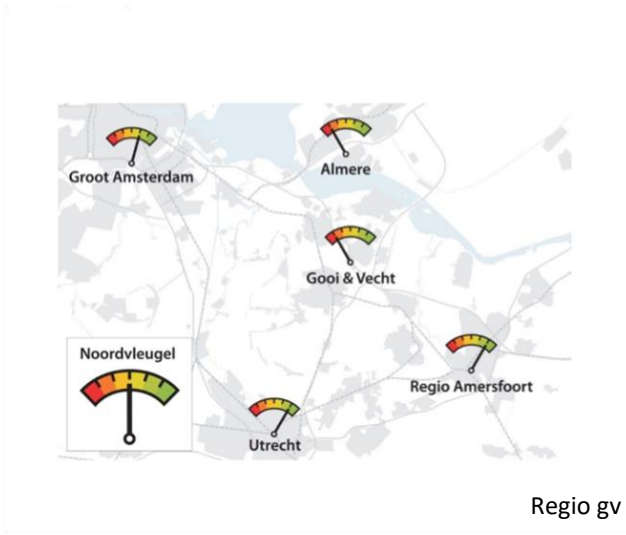 Groot Amsterdam
Almere
Gooi & Vecht
Noordvleugel
Regio Amersfoort
Utrecht
Regio gv